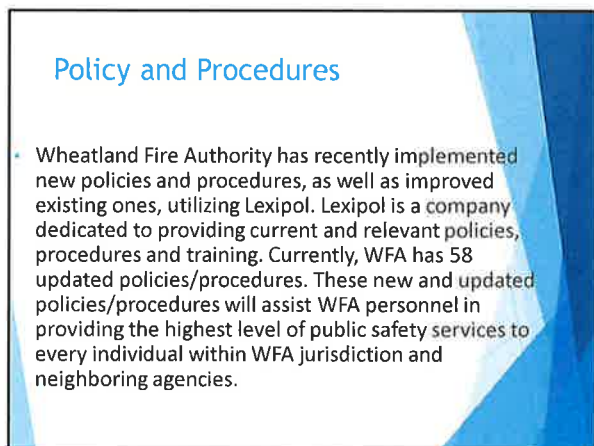 Policy and Procedures
• Wheatland Fire Authority has recently implemented
new policies and procedures, as well as improved
existing ones, utilizing Lexipol. Lexipol is a company
dedicated to providing current and relevant policies,
procedures and training. Currently, WFA has 58
updated policies/procedures. These new and updated
policies/procedures will assist WFA personnel in
providing the highest level of public safety services to
every individual within WFA jurisdiction and
neighboring agencies.